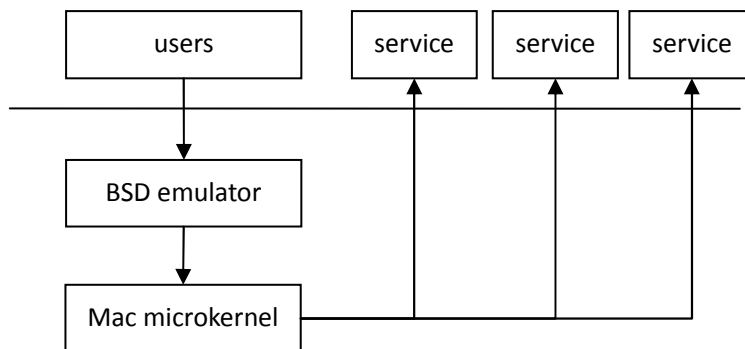 users
service
service
service
BSD emulator
Mac microkernel